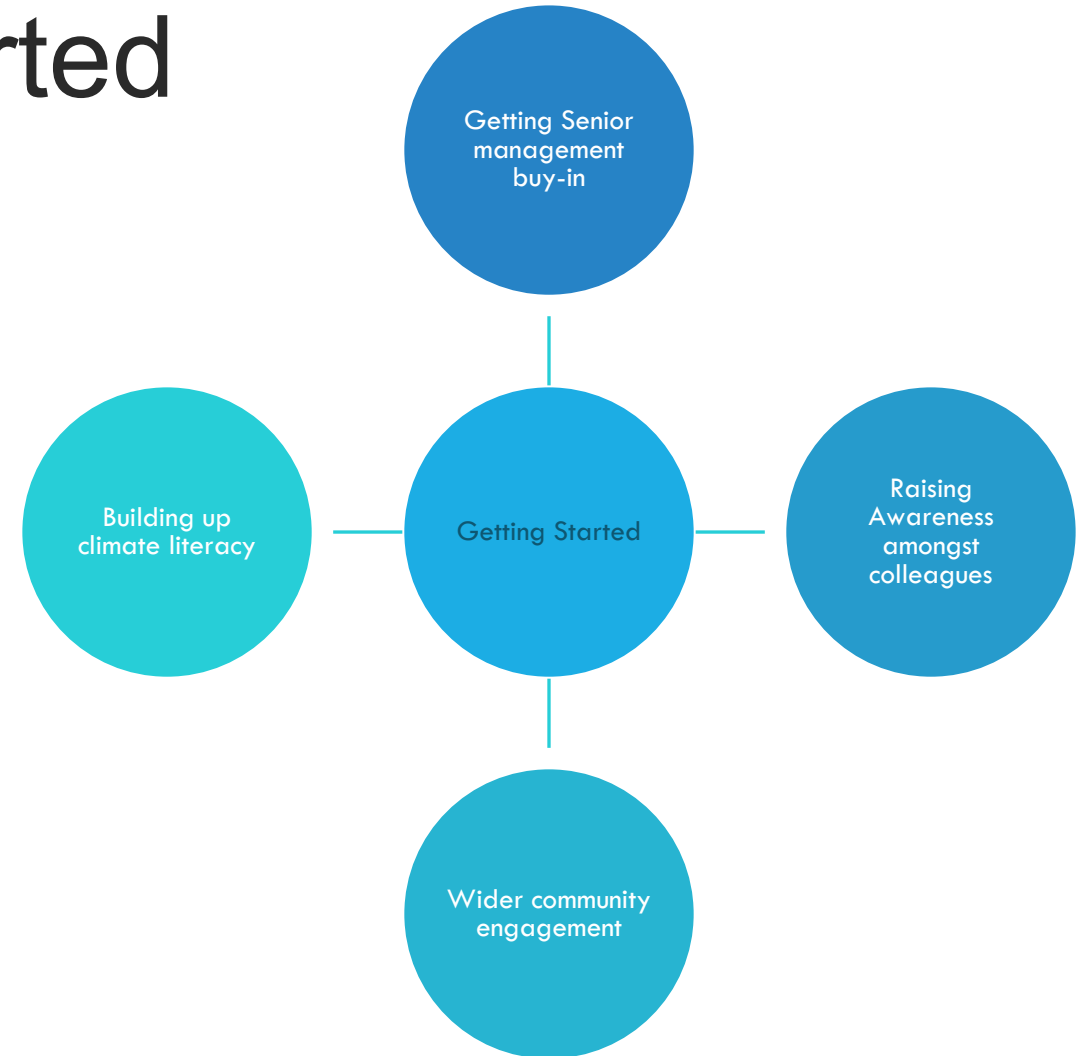 rted
Getting Senior
management
buy-in
Building up
climate literacy
Getting Started
Raising
Awareness
amongst
colleagues
Wider community
engagement